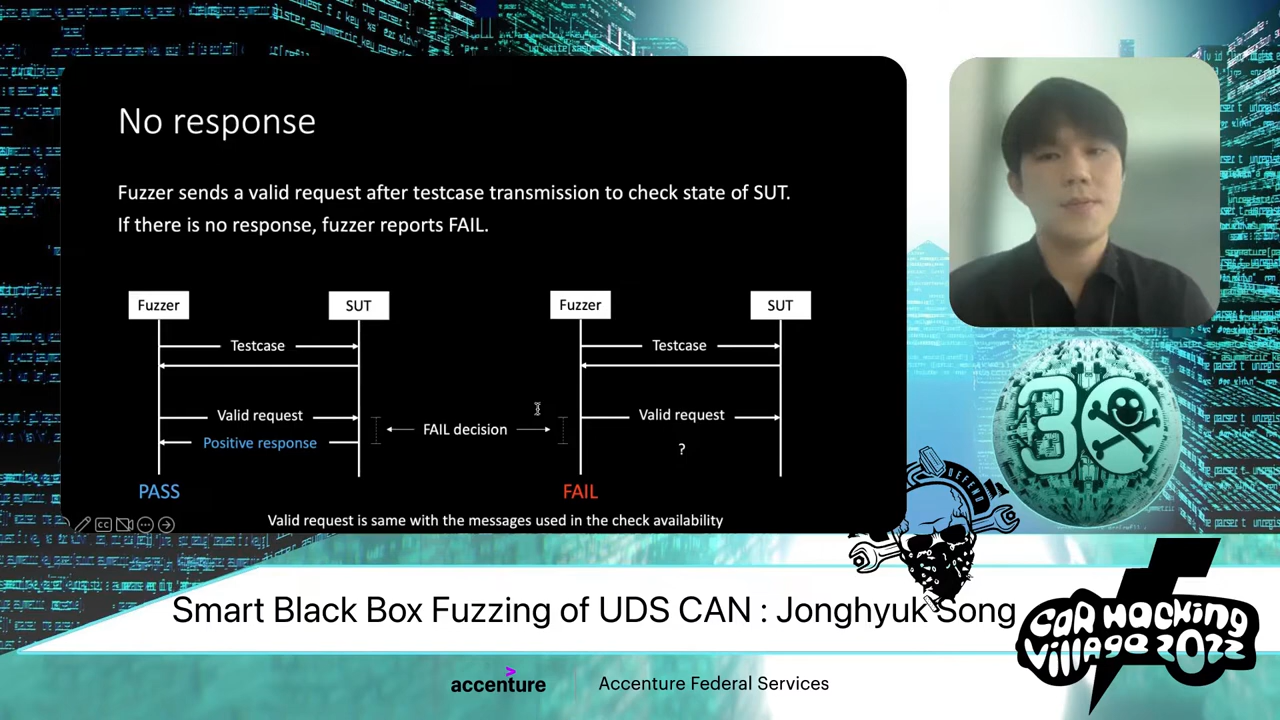 No response
Fuzzer sends a valid request after testcase transmission to check state of SUT.
If there is no response, fuzzer reports FAIL.
Fuzzer
SUT
Fuzzer
SUT
Testcase
Testcase
Valid request
Valid request
FAIL decision
Positive response
?
PASS
FAIL
CC
Valid request is same with the messages used in the check availability
30
DEFEND
Smart Black Box Fuzzing of UDS CAN : Jonghyuk Song
CAR HACKING
VILLAGE 2022
accenture
Accenture Federal Services